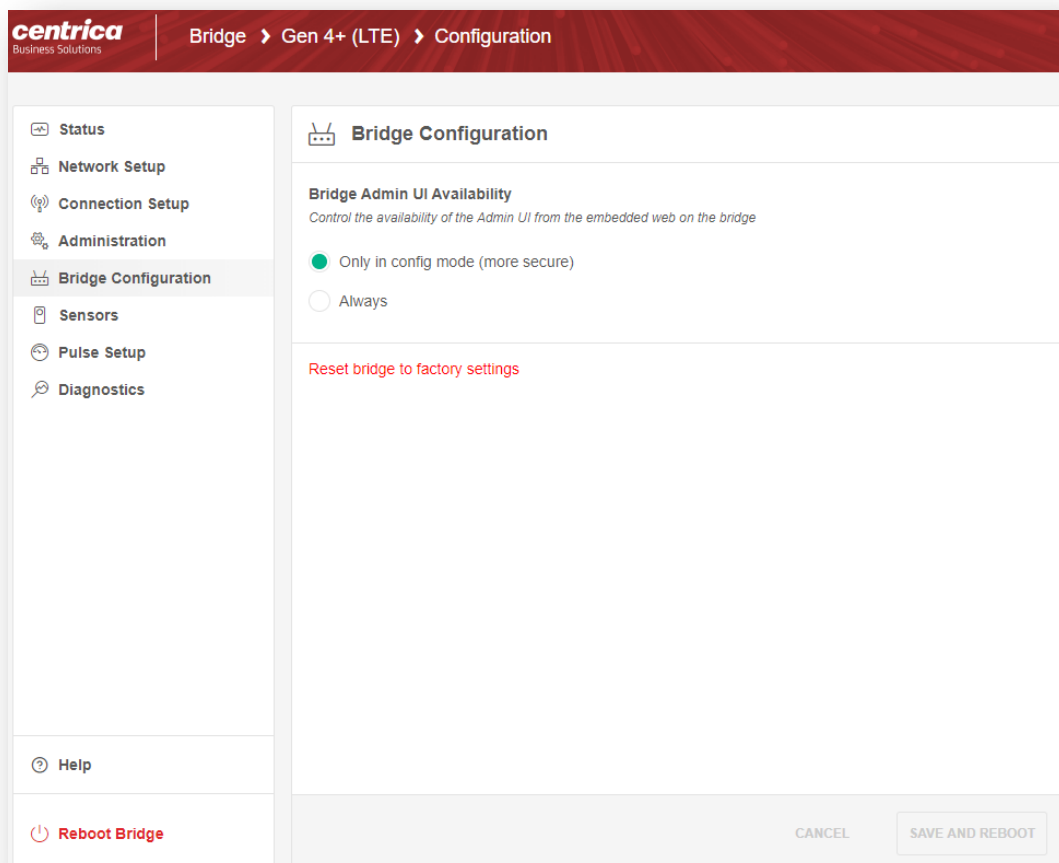 centrica
Business Solutions
Bridge > Gen 4+ (LTE) > Configuration
Status
Network Setup
Connection Setup
Administration
Bridge Configuration
Sensors
Pulse Setup
Diagnostics
Help
Reboot Bridge
Bridge Configuration
Bridge Admin UI Availability
Control the availability of the Admin UI from the embedded web on the bridge
Only in config mode (more secure)
Always
Reset bridge to factory settings
CANCEL
SAVE AND REBOOT